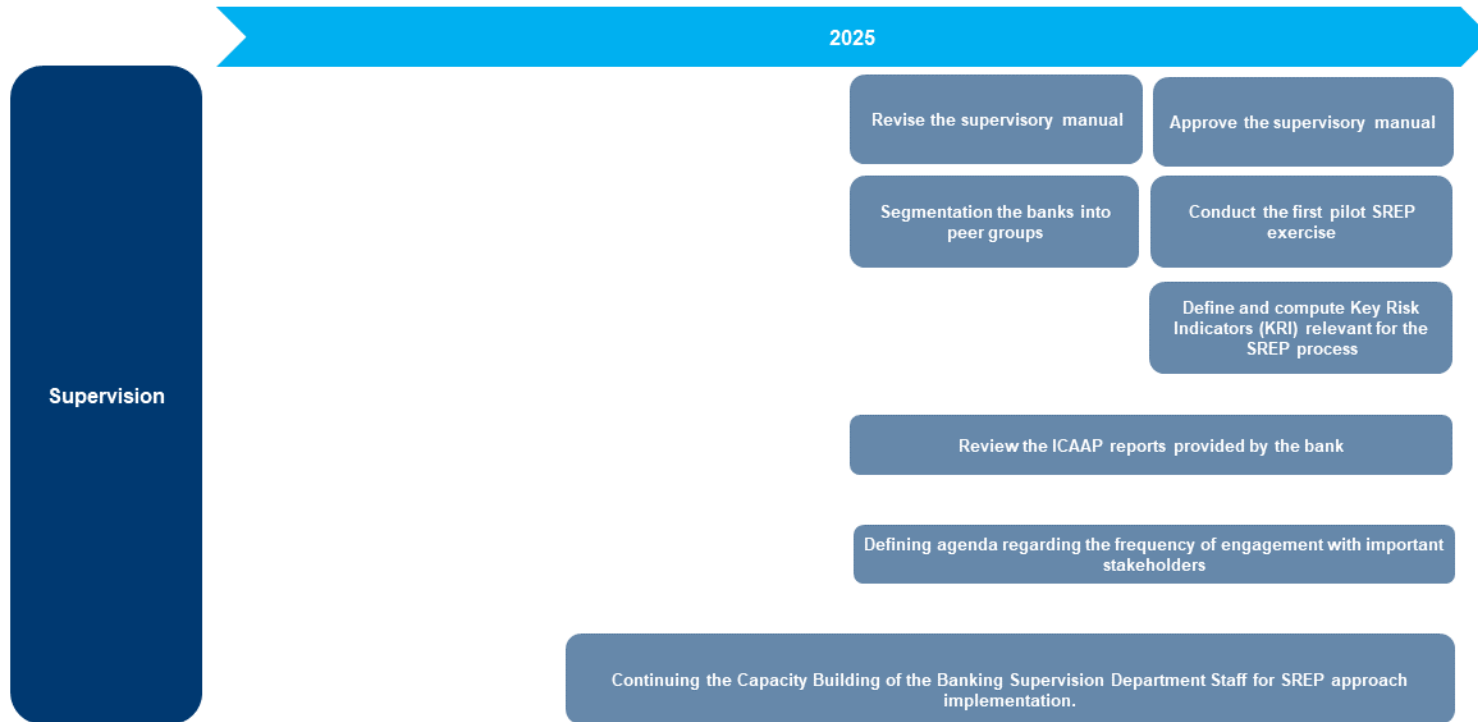 2025
Supervision
Revise the supervisory manual
Approve the supervisory manual
Segmentation the banks into
peer groups
Conduct the first pilot SREP
exercise
Define and compute Key Risk
Indicators (KRI) relevant for the
SREP process
Review the ICAAP reports provided by the bank
Defining agenda regarding the frequency of engagement with important
stakeholders
Continuing the Capacity Building of the Banking Supervision Department Staff for SREP approach
implementation.